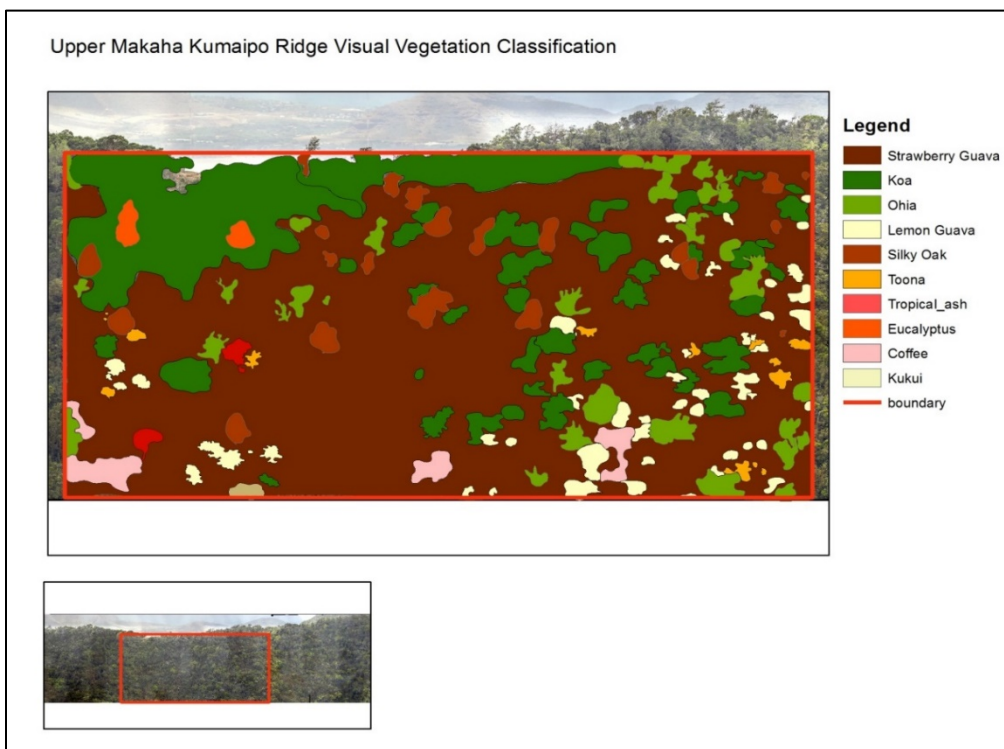 Upper Makaha Kumaipo Ridge Visual Vegetation Classification
Legend
Strawberry Guava
Koa
Ohia
Lemon Guava
Silky Oak
Toona
Tropical_ash
Eucalyptus
Coffee
Kukui
boundary